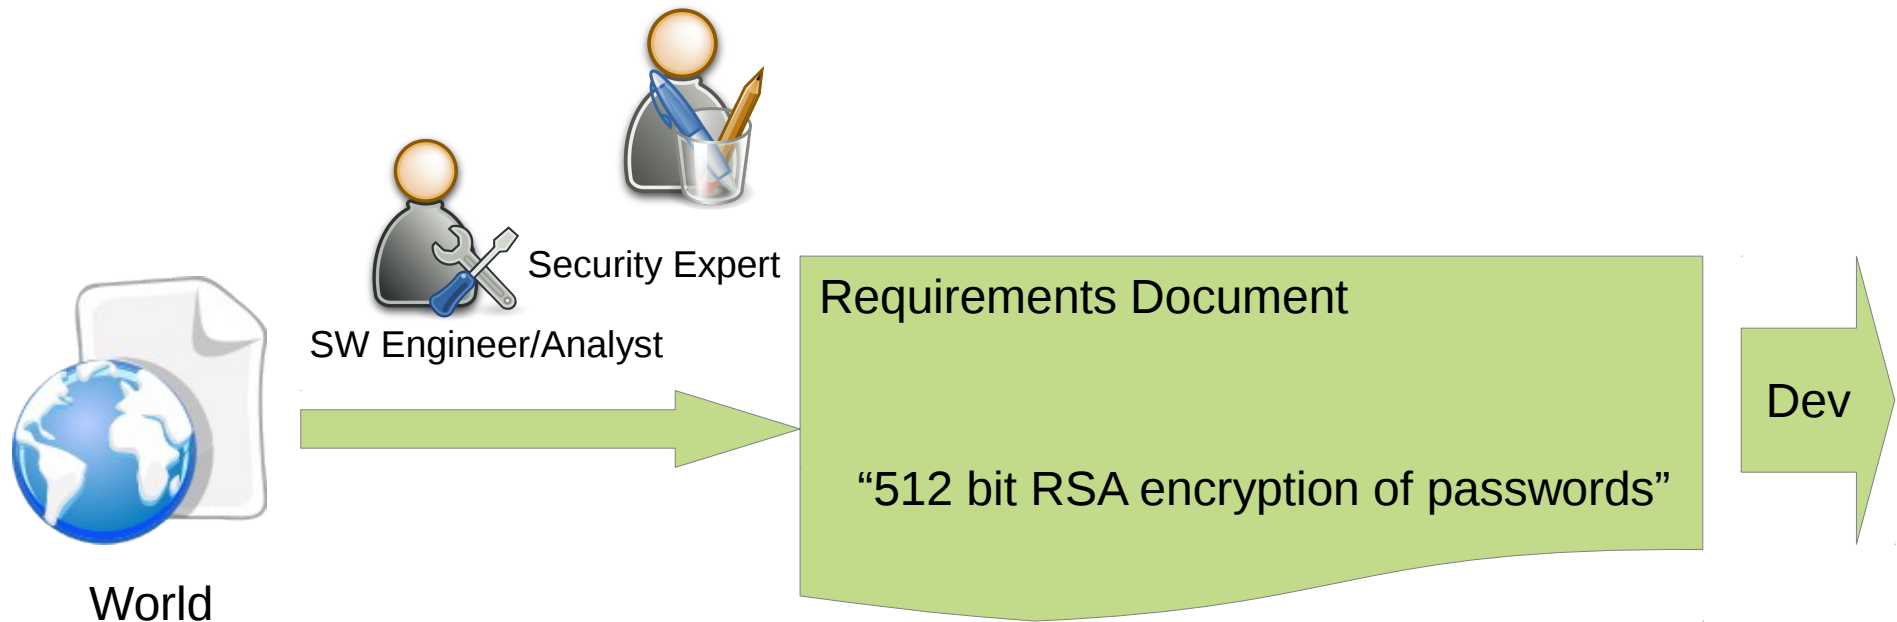 Security Expert
SW Engineer/Analyst
World
Requirements Document
“512 bit RSA encryption of passwords”
Dev